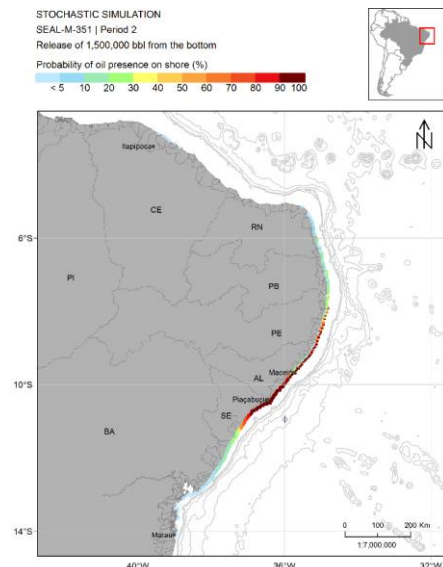 STOCHASTIC SIMULATION
SEAL-M-351 | Period 2
Release of 1,500,000 bbl from the bottom
Probability of oil presence on shore (%)
< 5 10 20 30 40 50 60 70 80 90 100
N
Itapipoca
CE
RN
6°S
PI
PB
PE
Maceió
AL
10°S
Piaçabuçu
SE
BA
Maraú
14°S
0 100 200 Km
1:7,000,000
40°W 36°W 32°W